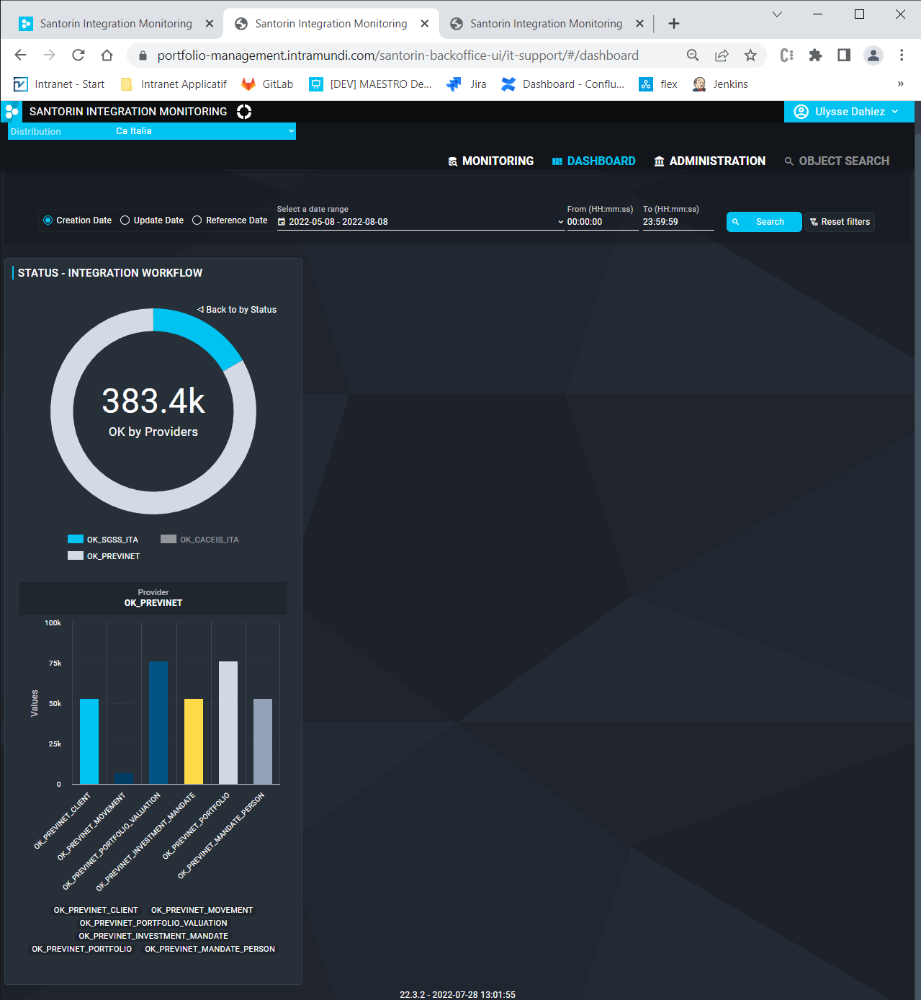 Santorin Integration Monitoring
Santorin Integration Monitoring
Santorin Integration Monitoring
portfolio-management.intramundi.com/santorin-backoffice-ui/it-support/#/dashboard
Intranet - Start
Intranet Applicatif
GitLab
[DEV] MAESTRO De...
Jira
Dashboard - Conflu...
flex
Jenkins
»
SANTORIN INTEGRATION MONITORING
Ulysse Dahiez
Distribution
Ca Italia
MONITORING
DASHBOARD
ADMINISTRATION
OBJECT SEARCH
Creation Date
Update Date
Reference Date
Select a date range
2022-05-08 - 2022-08-08
From (HH:mm:ss)
00:00:00
To (HH:mm:ss)
23:59:59
Search
Reset filters
STATUS - INTEGRATION WORKFLOW
Back to by Status
383.4k
OK by Providers
OK_SGSS_ITA
OK_CACEIS_ITA
OK_PREVINET
Provider
OK_PREVINET
100k
75k
50k
25k
0
Values
OK_PREVINET_CLIENT
OK_PREVINET_MOVEMENT
OK_PREVINET_PORTFOLIO_VALUATION
OK_PREVINET_INVESTMENT_MANDATE
OK_PREVINET_PORTFOLIO
OK_PREVINET_MANDATE_PERSON
OK_PREVINET_CLIENT OK_PREVINET_MOVEMENT
OK_PREVINET_PORTFOLIO_VALUATION
OK_PREVINET_INVESTMENT_MANDATE
OK_PREVINET_PORTFOLIO OK_PREVINET_MANDATE_PERSON
22.3.2 - 2022-07-28 13:01:55